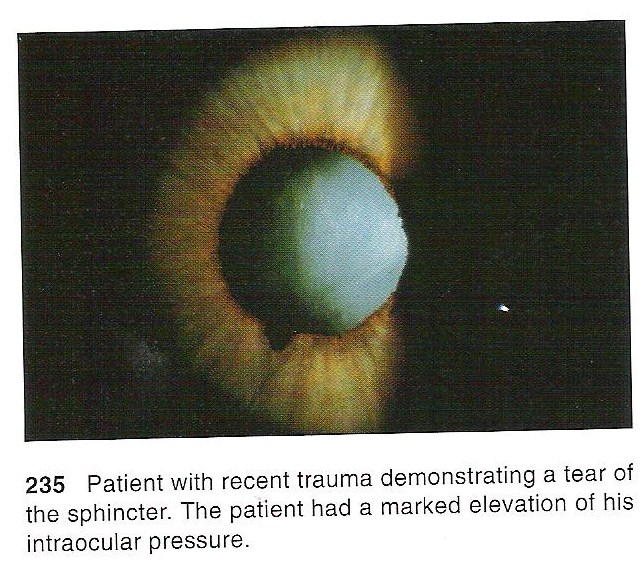 235 Patient with recent trauma demonstrating a tear of
the sphincter. The patient had a marked elevation of his
intraocular pressure.